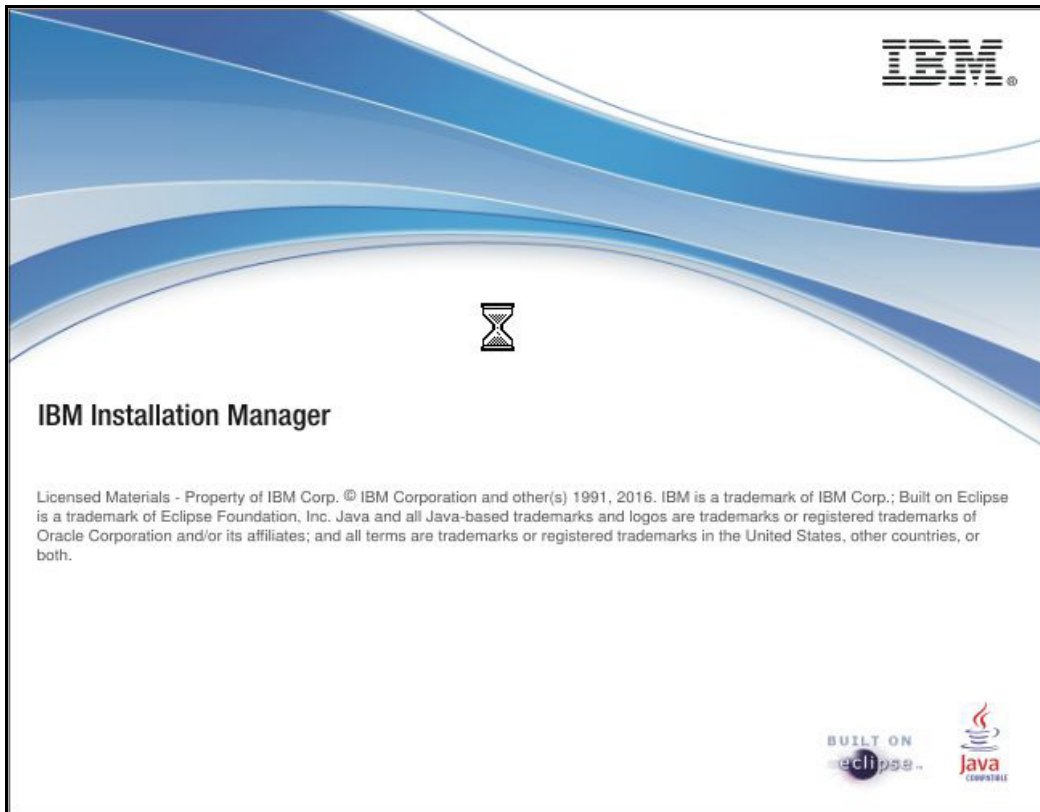 IBM®
IBM Installation Manager
Licensed Materials - Property of IBM Corp. © IBM Corporation and other(s) 1991, 2016. IBM is a trademark of IBM Corp.; Built on Eclipse
is a trademark of Eclipse Foundation, Inc. Java and all Java-based trademarks and logos are trademarks or registered trademarks of
Oracle Corporation and/or its affiliates; and all terms are trademarks or registered trademarks in the United States, other countries, or
both.
BUILT ON
eclipse™
Java
COMPATIBLE